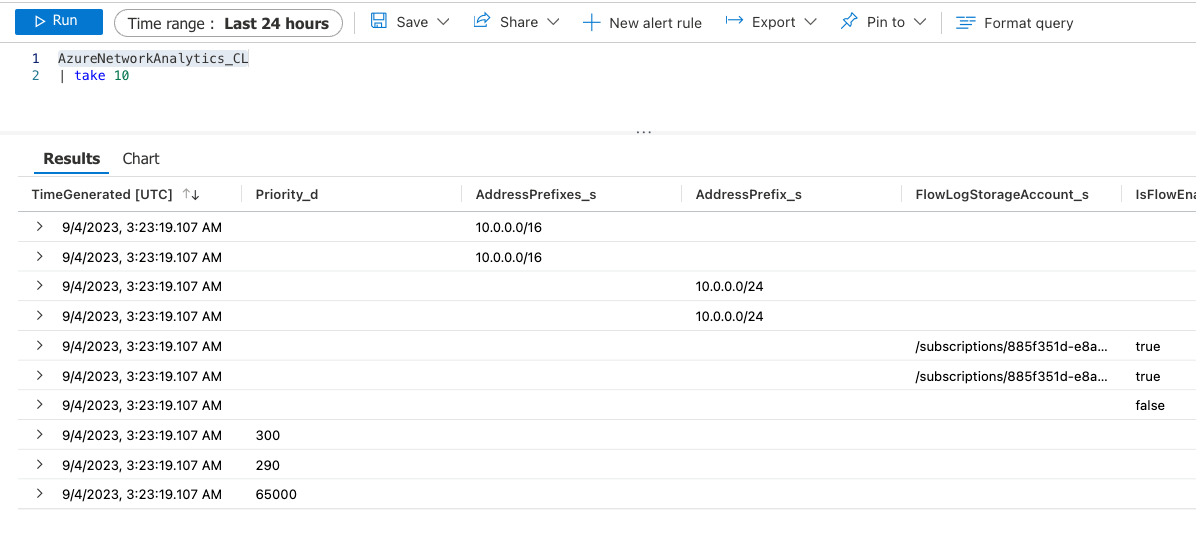 Run Time range : Last 24 hours Save Share New alert rule Export Pin to Format query
1 AzureNetworkAnalytics_CL
2 | take 10
...
Results Chart
TimeGenerated [UTC] ↑↓ Priority_d AddressPrefixes_s AddressPrefix_s FlowLogStorageAccount_s IsFlowEna
9/4/2023, 3:23:19.107 AM 10.0.0.0/16
9/4/2023, 3:23:19.107 AM 10.0.0.0/16
9/4/2023, 3:23:19.107 AM 10.0.0.0/24
9/4/2023, 3:23:19.107 AM 10.0.0.0/24
9/4/2023, 3:23:19.107 AM /subscriptions/885f351d-e8a... true
9/4/2023, 3:23:19.107 AM /subscriptions/885f351d-e8a... true
9/4/2023, 3:23:19.107 AM false
9/4/2023, 3:23:19.107 AM 300
9/4/2023, 3:23:19.107 AM 290
9/4/2023, 3:23:19.107 AM 65000